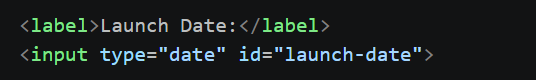 <label>Launch Date:</label>
<input type="date" id="launch-date">